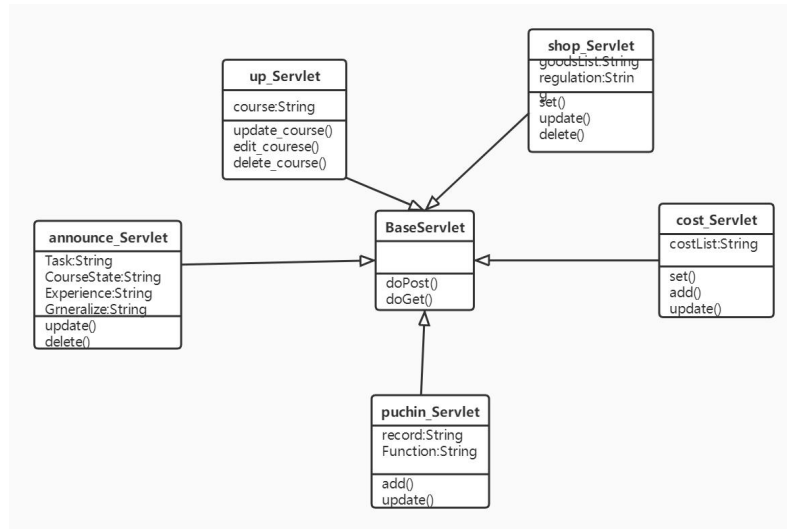 shop_Servlet
goodsList:String
regulation:Strin
g
set()
update()
delete()
up_Servlet
course:String
update_course()
edit_courese()
delete_course()
BaseServlet
doPost()
doGet()
cost_Servlet
costList:String
set()
add()
update()
announce_Servlet
Task:String
CourseState:String
Experience:String
Grneralize:String
update()
delete()
puchin_Servlet
record:String
Function:String
add()
update()